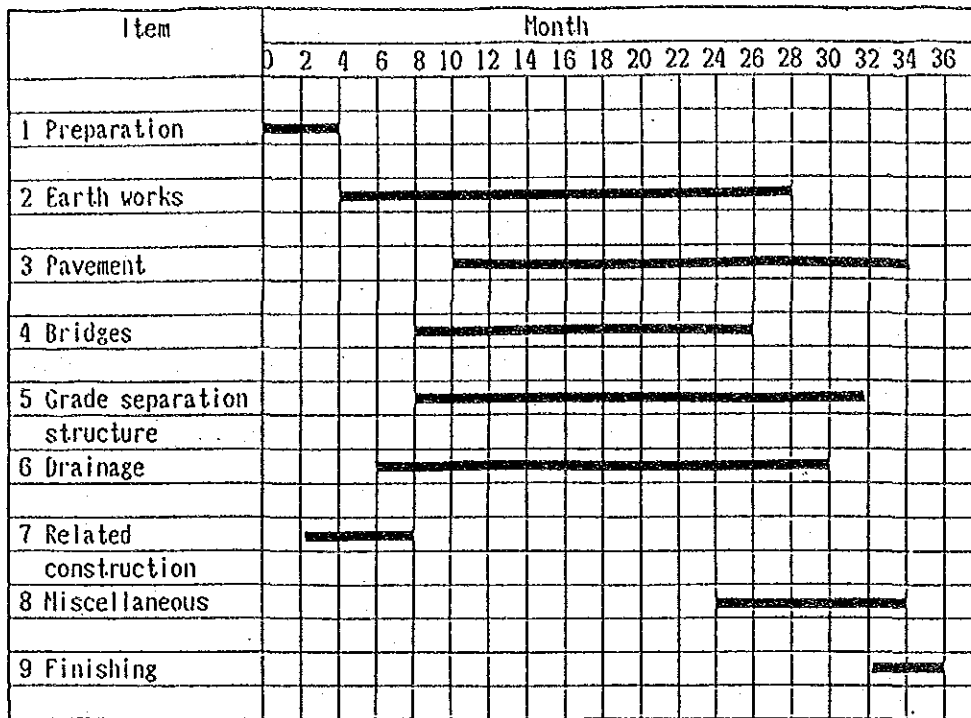 Item
Month
0 2 4 6 8 10 12 14 16 18 20 22 24 26 28 30 32 34 36
1 Preparation
2 Earth works
3 Pavement
4 Bridges
5 Grade separation
structure
6 Drainage
7 Related
construction
8 Miscellaneous
9 Finishing